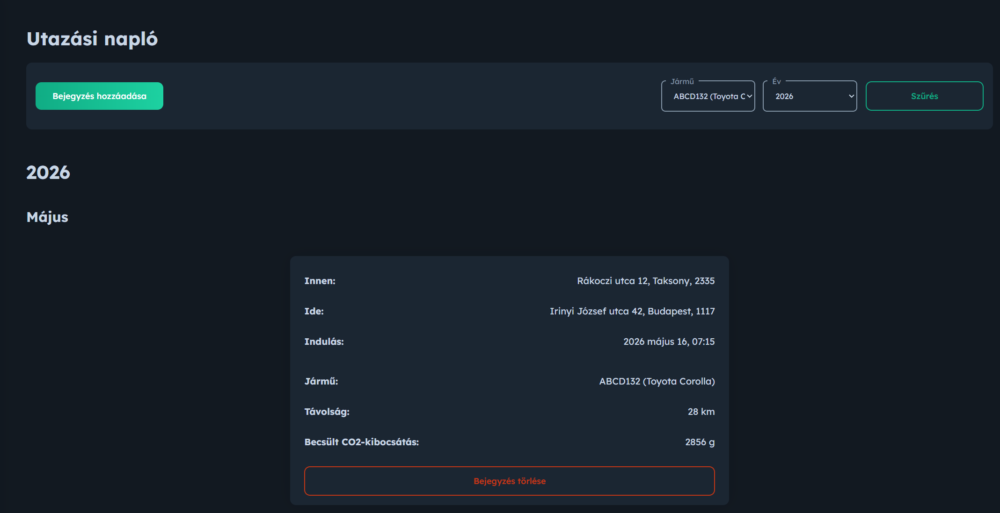 Utazási napló
Bejegyzés hozzáadása
Jármű
ABCD132 (Toyota C
Év
2026
Szűrés
2026
Május
Innen: Rákoczi utca 12, Taksony, 2335
Ide: Irinyi József utca 42, Budapest, 1117
Indulás: 2026 május 16, 07:15
Jármű: ABCD132 (Toyota Corolla)
Távolság: 28 km
Becsült CO2-kibocsátás: 2856 g
Bejegyzés törlése